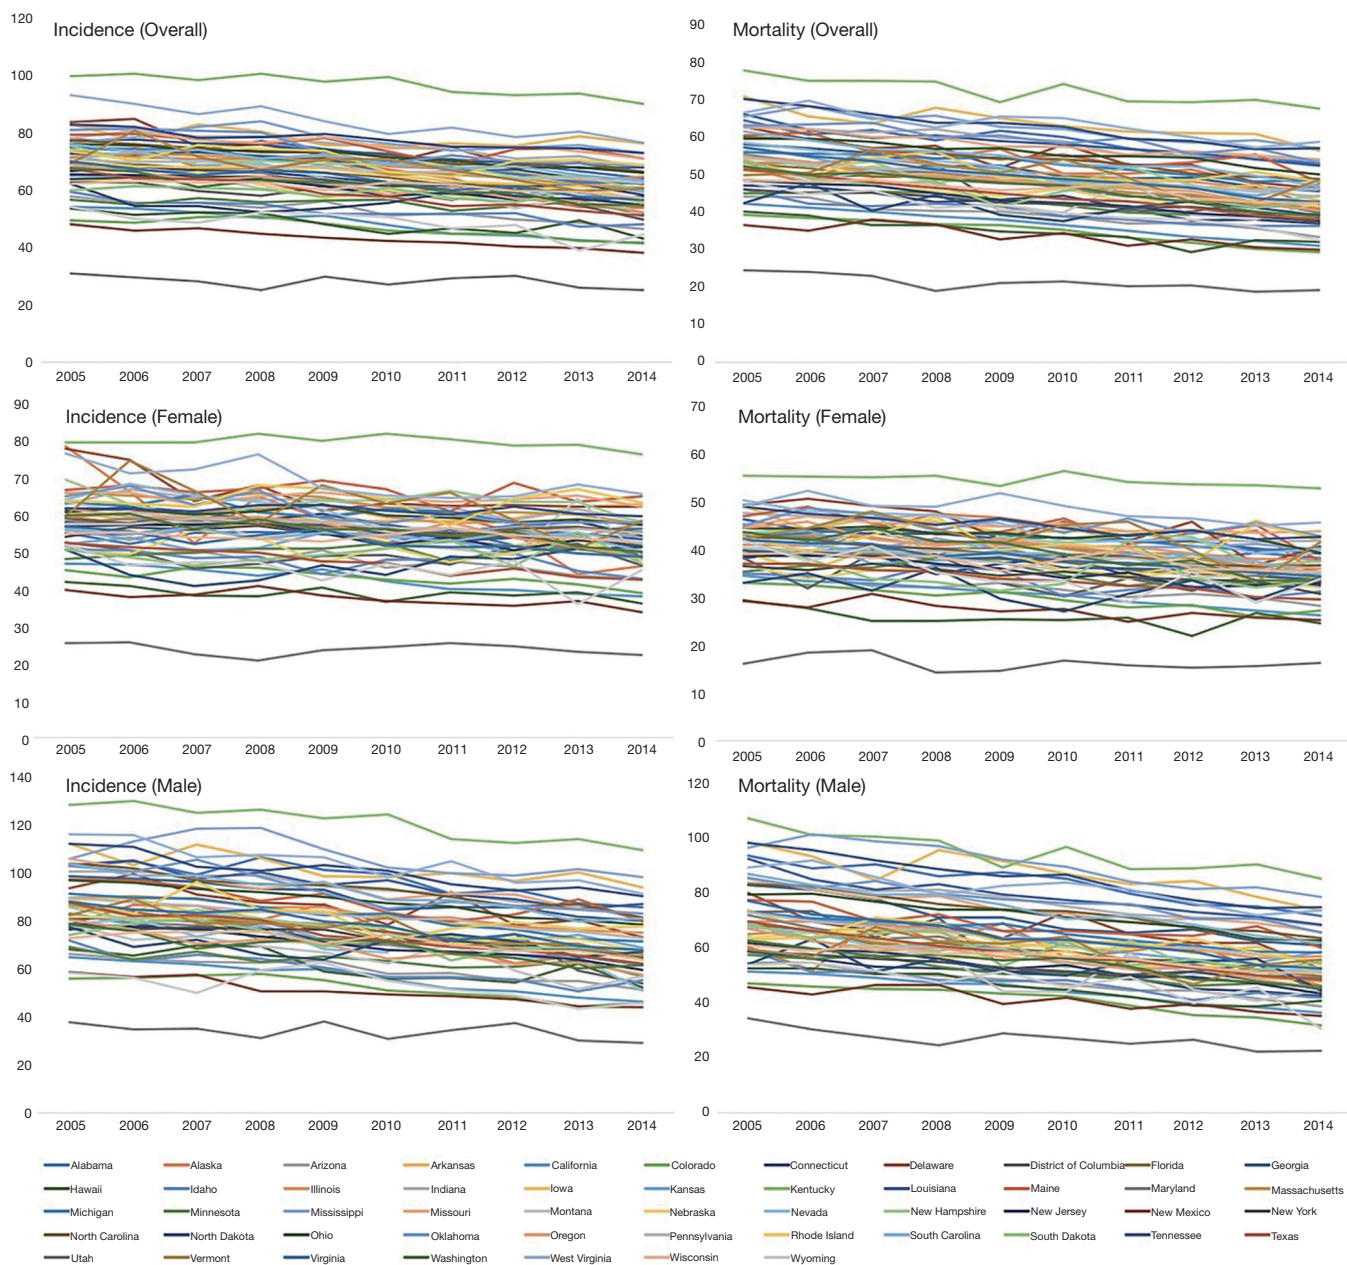 Incidence (Overall)
120
100
80
60
40
20
0
2005 2006 2007 2008 2009 2010 2011 2012 2013 2014
Mortality (Overall)
90
80
70
60
50
40
30
20
10
0
2005 2006 2007 2008 2009 2010 2011 2012 2013 2014
Incidence (Female)
90
80
70
60
50
40
30
20
10
0
2005 2006 2007 2008 2009 2010 2011 2012 2013 2014
Mortality (Female)
70
60
50
40
30
20
10
0
2005 2006 2007 2008 2009 2010 2011 2012 2013 2014
Incidence (Male)
140
120
100
80
60
40
20
0
2005 2006 2007 2008 2009 2010 2011 2012 2013 2014
Mortality (Male)
120
100
80
60
40
20
0
2005 2006 2007 2008 2009 2010 2011 2012 2013 2014
Alabama Alaska Arizona Arkansas California Colorado Connecticut Delaware District of Columbia Florida Georgia
Hawaii Idaho Illinois Indiana Iowa Kansas Kentucky Louisiana Maine Maryland Massachusetts
Michigan Minnesota Mississippi Missouri Montana Nebraska Nevada New Hampshire New Jersey New Mexico New York
North Carolina North Dakota Ohio Oklahoma Oregon Pennsylvania Rhode Island South Carolina South Dakota Tennessee Texas
Utah Vermont Virginia Washington West Virginia Wisconsin Wyoming